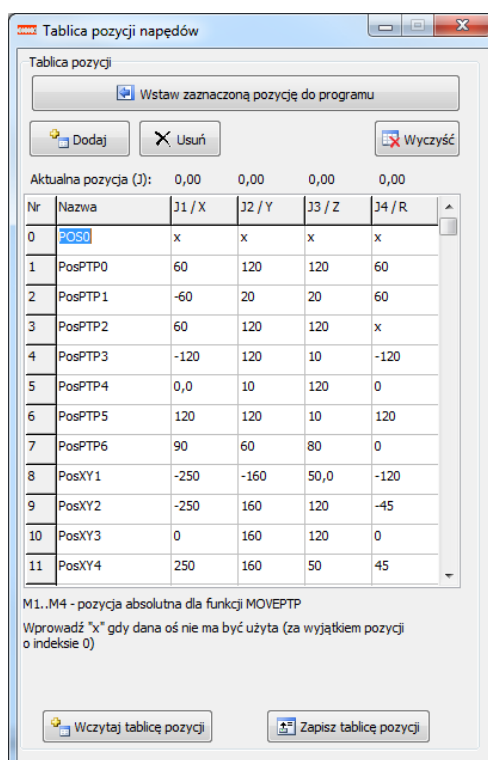 Tablica pozycji napędów
Tablica pozycji
Wstaw zaznaczoną pozycję do programu
Dodaj Usuń Wyczyść
Aktualna pozycja (J): 0,00 0,00 0,00 0,00
Nr Nazwa J1 / X J2 / Y J3 / Z J4 / R
0 POS0 x x x x
1 PosPTP0 60 120 120 60
2 PosPTP1 -60 20 20 60
3 PosPTP2 60 120 120 x
4 PosPTP3 -120 120 10 -120
5 PosPTP4 0,0 10 120 0
6 PosPTP5 120 120 10 120
7 PosPTP6 90 60 80 0
8 PosXY1 -250 -160 50,0 -120
9 PosXY2 -250 160 120 -45
10 PosXY3 0 160 120 0
11 PosXY4 250 160 50 45
M1..M4 - pozycja absolutna dla funkcji MOVEPTP
Wprowadź "x" gdy dana oś nie ma być użyta (za wyjątkiem pozycji
o indeksie 0)
Wczytaj tablicę pozycji Zapisz tablicę pozycji